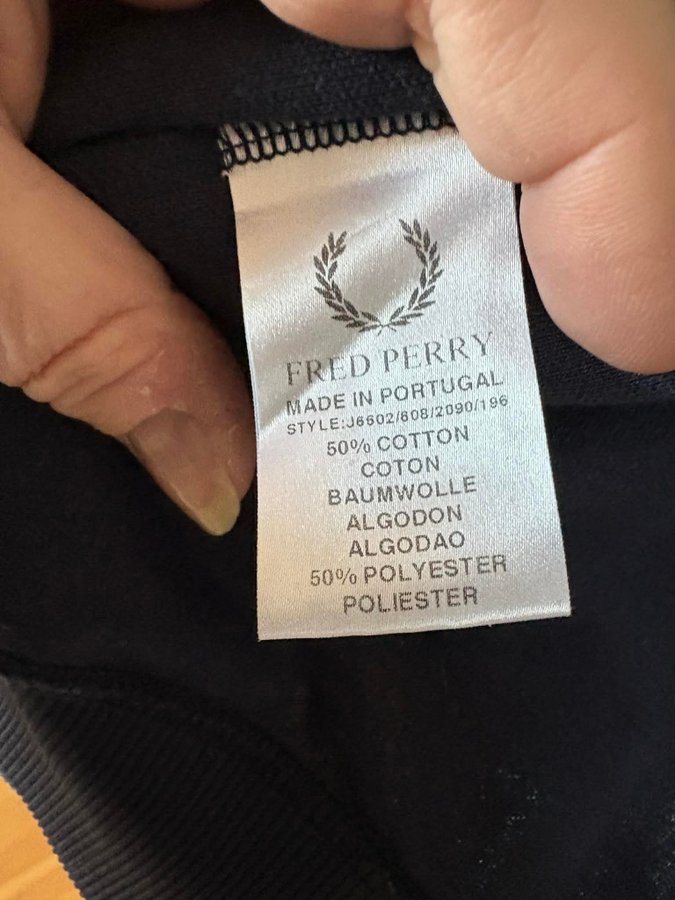 FRED PERRY
MADE IN PORTUGAL
STYLE:J6602/608/2090/196
50% COTTON
COTON
BAUMWOLLE
ALGODON
ALGODAO
50% POLYESTER
POLIESTER